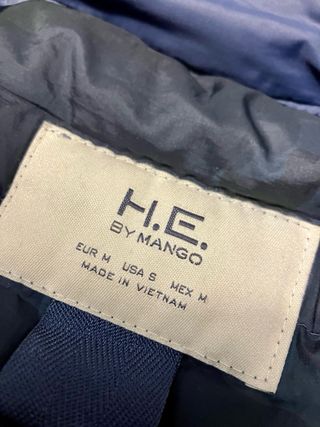 H.E.
BY MANGO
EUR M USA S MEX M
MADE IN VIETNAM